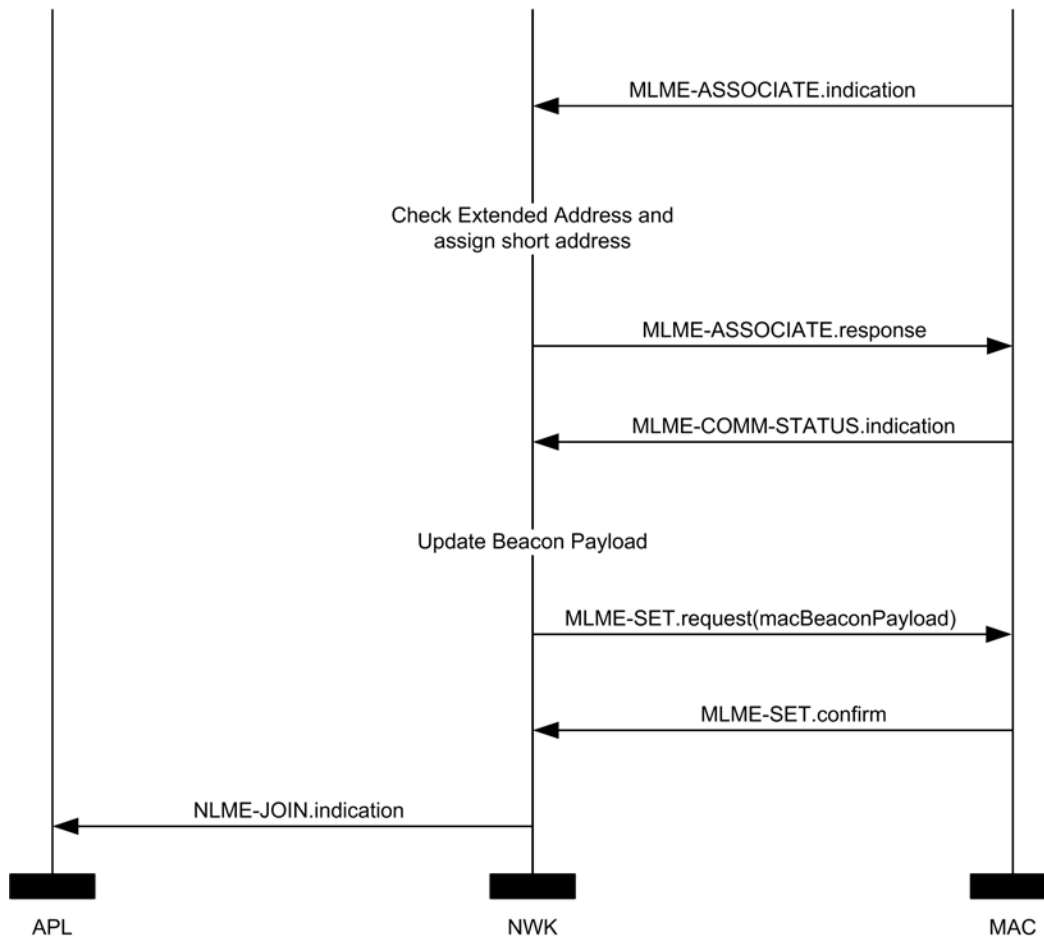 MLME-ASSOCIATE.indication
Check Extended Address and
assign short address
MLME-ASSOCIATE.response
MLME-COMM-STATUS.indication
Update Beacon Payload
MLME-SET.request(macBeaconPayload)
MLME-SET.confirm
NLME-JOIN.indication
APL
NWK
MAC